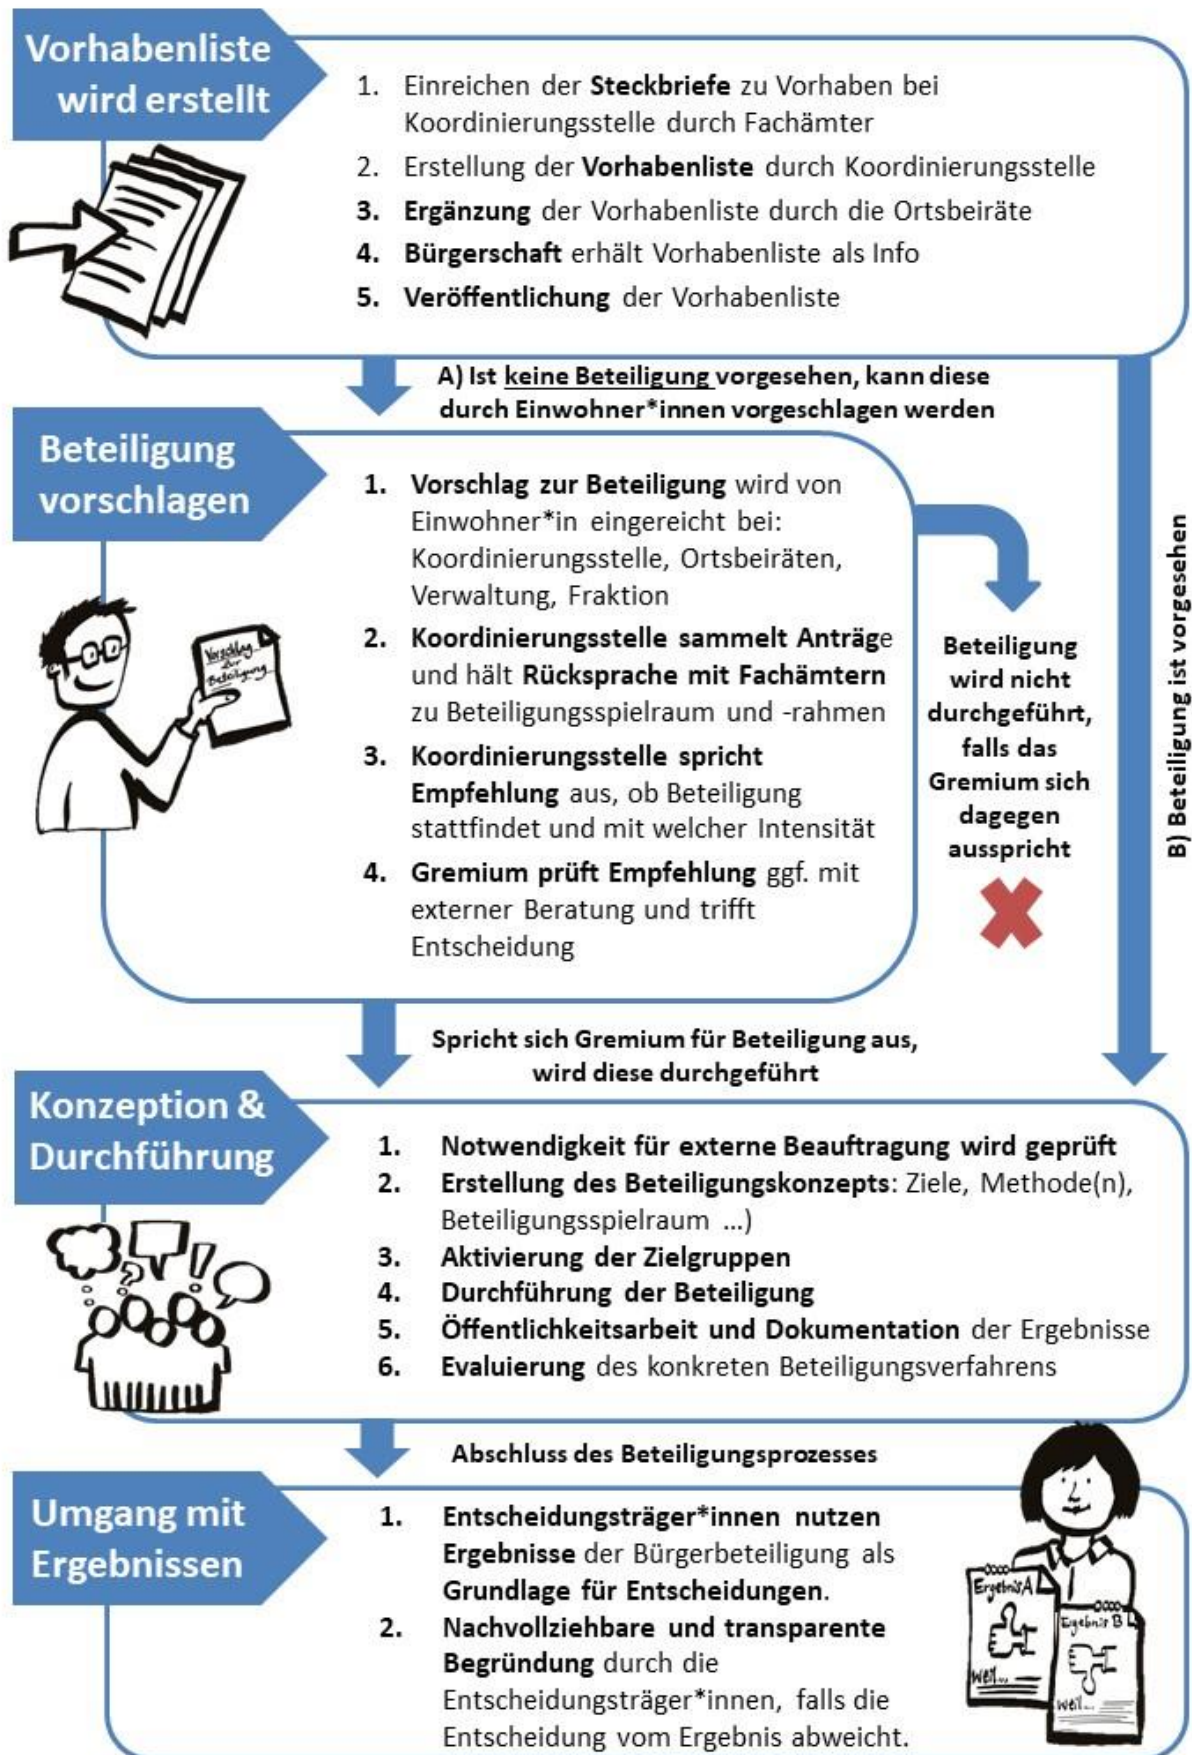 Vorhabenliste
wird erstellt
1. Einreichen der Steckbriefe zu Vorhaben bei
Koordinierungsstelle durch Fachämter
2. Erstellung der Vorhabenliste durch Koordinierungsstelle
3. Ergänzung der Vorhabenliste durch die Ortsbeiräte
4. Bürgerschaft erhält Vorhabenliste als Info
5. Veröffentlichung der Vorhabenliste
A) Ist keine Beteiligung vorgesehen, kann diese
durch Einwohner*innen vorgeschlagen werden
B) Beteiligung ist vorgesehen
Beteiligung
vorschlagen
1. Vorschlag zur Beteiligung wird von
Einwohner*in eingereicht bei:
Koordinierungsstelle, Ortsbeiräten,
Verwaltung, Fraktion
2. Koordinierungsstelle sammelt Anträge
und hält Rücksprache mit Fachämtern
zu Beteiligungsspielraum und -rahmen
3. Koordinierungsstelle spricht
Empfehlung aus, ob Beteiligung
stattfindet und mit welcher Intensität
4. Gremium prüft Empfehlung ggf. mit
externer Beratung und trifft
Entscheidung
Vorschlag
zur
Beteiligung
Beteiligung
wird nicht
durchgeführt,
falls das
Gremium sich
dagegen
ausspricht
Spricht sich Gremium für Beteiligung aus,
wird diese durchgeführt
Konzeption &
Durchführung
1. Notwendigkeit für externe Beauftragung wird geprüft
2. Erstellung des Beteiligungskonzepts: Ziele, Methode(n),
Beteiligungsspielraum …)
3. Aktivierung der Zielgruppen
4. Durchführung der Beteiligung
5. Öffentlichkeitsarbeit und Dokumentation der Ergebnisse
6. Evaluierung des konkreten Beteiligungsverfahrens
? !
Abschluss des Beteiligungsprozesses
Umgang mit
Ergebnissen
1. Entscheidungsträger*innen nutzen
Ergebnisse der Bürgerbeteiligung als
Grundlage für Entscheidungen.
2. Nachvollziehbare und transparente
Begründung durch die
Entscheidungsträger*innen, falls die
Entscheidung vom Ergebnis abweicht.
Ergebnis A
Weil...
Ergebnis B
Weil...